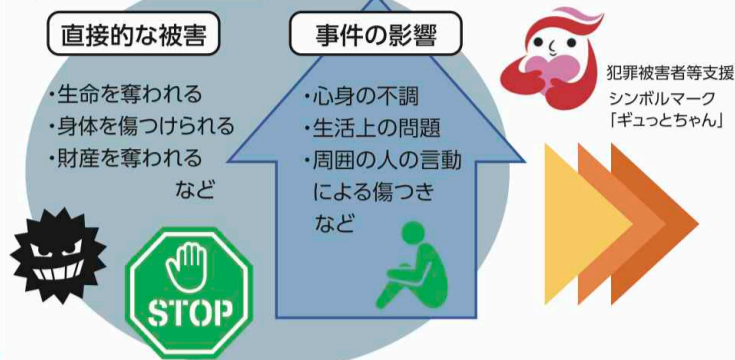 直接的な被害
・生命を奪われる
・身体を傷つけられる
・財産を奪われる
など
STOP
事件の影響
・心身の不調
・生活上の問題
・周囲の人の言動
による傷つき
など
犯罪被害者等支援
シンボルマーク
「ギュっとちゃん」